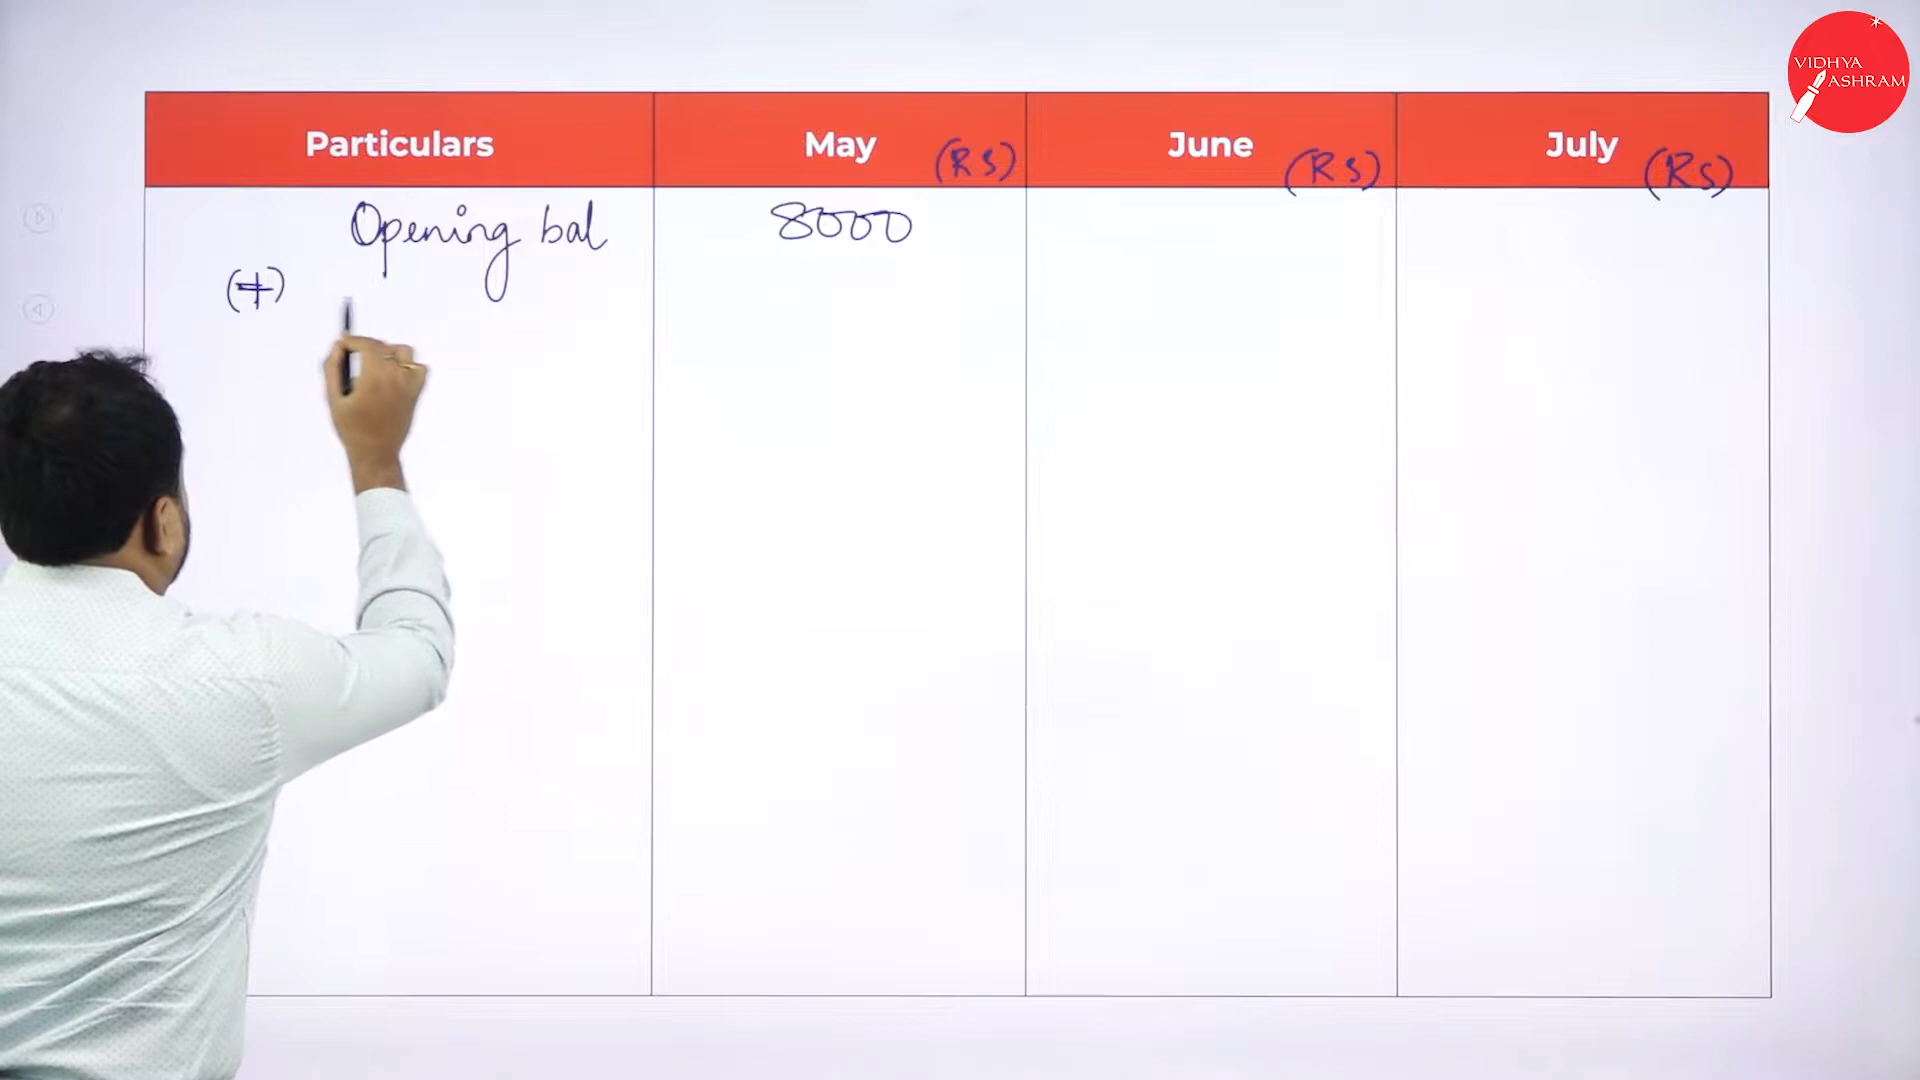 VIDHYA
ASHRAM
Particulars May (Rs) June (Rs) July (Rs)
Opening bal 8000
(+)